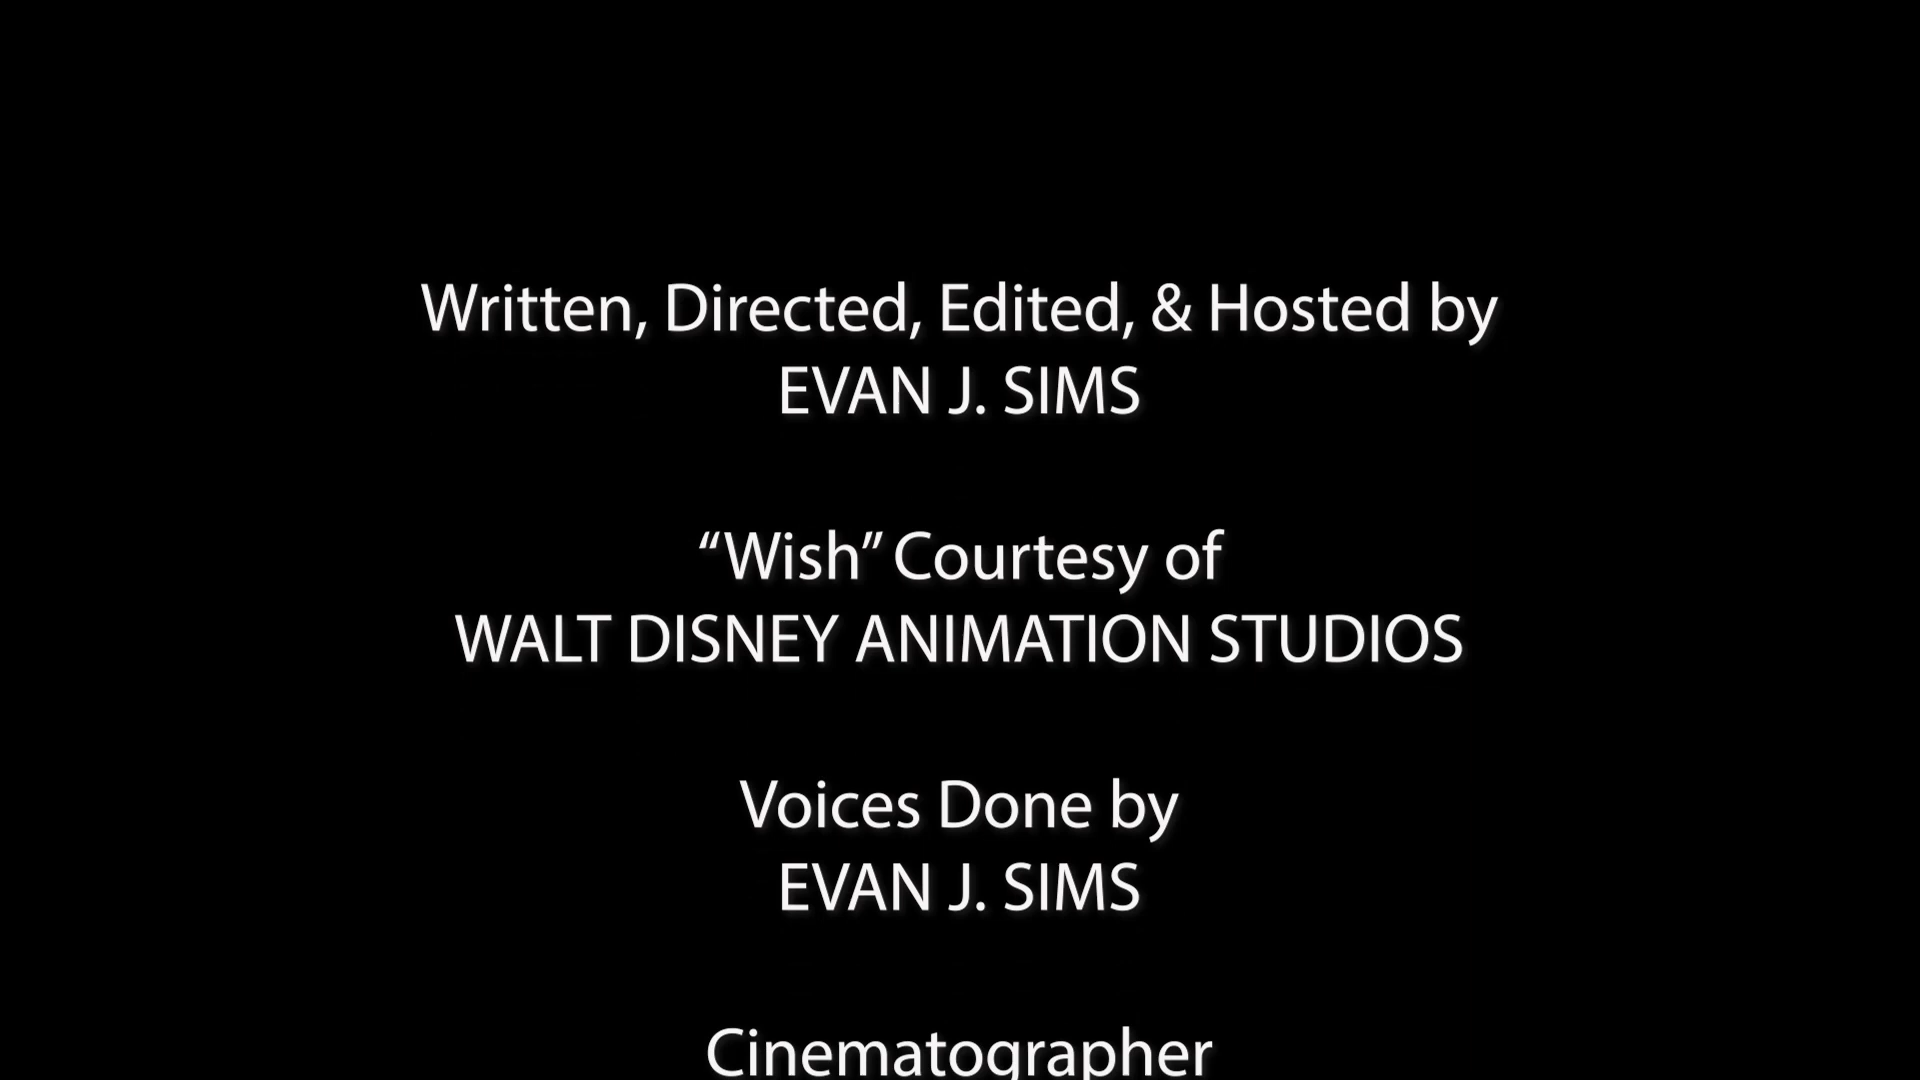 Written, Directed, Edited, & Hosted by
EVAN J. SIMS
“Wish” Courtesy of
WALT DISNEY ANIMATION STUDIOS
Voices Done by
EVAN J. SIMS
Cinematographer